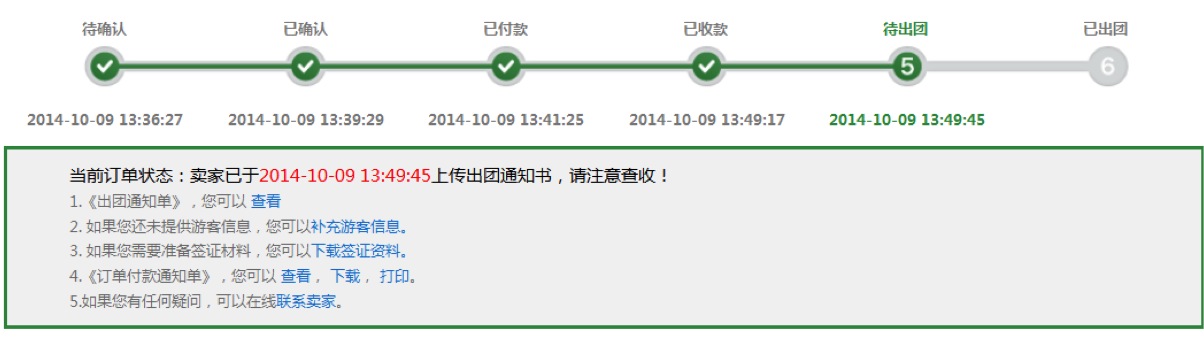 待确认 已确认 已付款 已收款 待出团 已出团
5 6
2014-10-09 13:36:27 2014-10-09 13:39:29 2014-10-09 13:41:25 2014-10-09 13:49:17 2014-10-09 13:49:45
当前订单状态：卖家已于2014-10-09 13:49:45上传出团通知书，请注意查收！
1.《出团通知单》，您可以 查看
2. 如果您还未提供游客信息，您可以补充游客信息。
3. 如果您需要准备签证材料，您可以下载签证资料。
4.《订单付款通知单》，您可以 查看， 下载， 打印。
5.如果您有任何疑问，可以在线联系卖家。